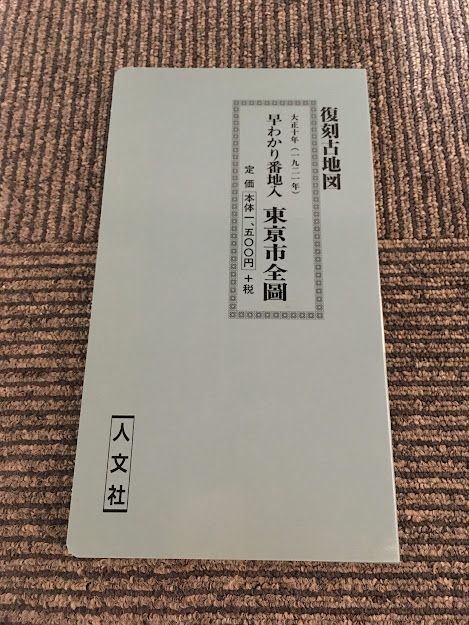 復刻古地図
大正十年（一九二一年）
早わかり番地入 東京市全圖
定価 本体一、五〇〇円 +税
人文社